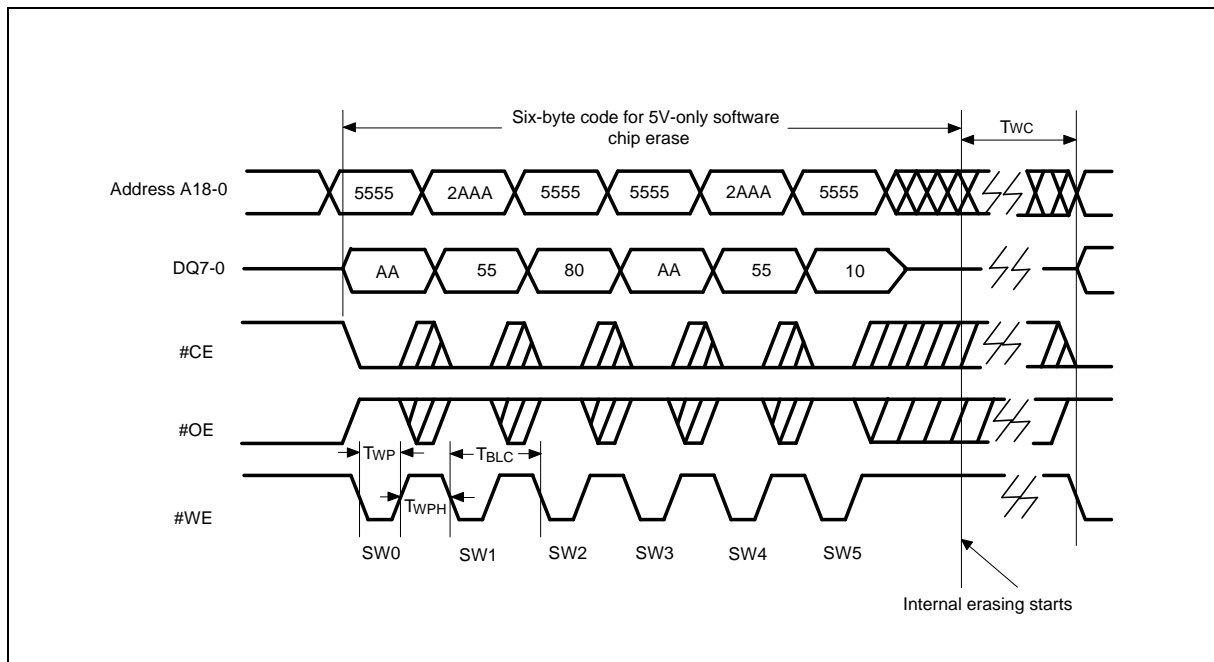 Six-byte code for 5V-only software
chip erase
TWC
Address A18-0
5555
2AAA
5555
5555
2AAA
5555
DQ7-0
AA
55
80
AA
55
10
#CE
#OE
TWP
TBLC
TWPH
#WE
SW0
SW1
SW2
SW3
SW4
SW5
Internal erasing starts